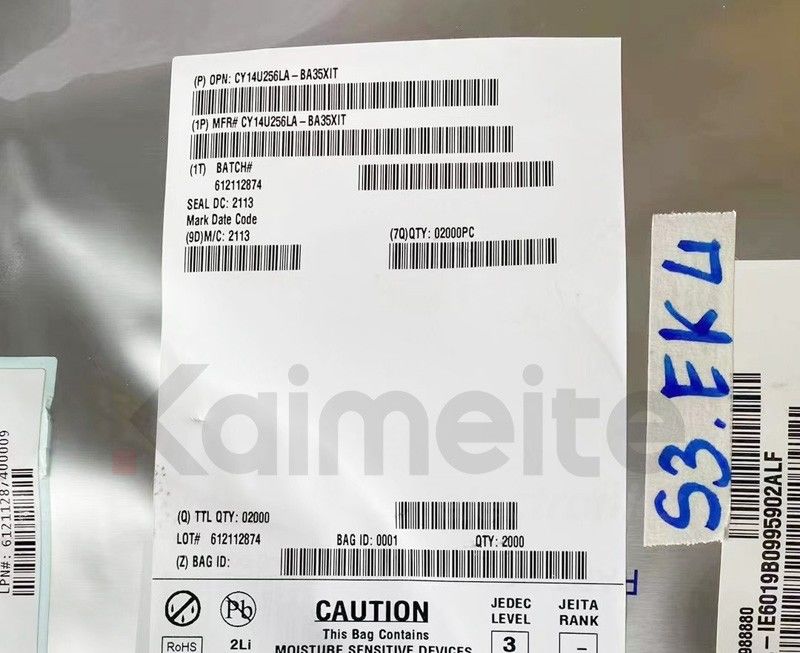 (P) OPN: CY14U256LA-BA35XIT
(1P) MFR# CY14U256LA-BA35XIT
(1T) BATCH#
612112874
SEAL DC: 2113
Mark Date Code
(9D)M/C: 2113
(7Q)QTY: 02000PC
Kaimeite
(Q) TTL QTY: 02000
LOT# 612112874 BAG ID: 0001 QTY: 2000
(Z) BAG ID:
Pb
RoHS
2Li
CAUTION
This Bag Contains
MOISTURE SENSITIVE DEVICES
JEDEC
LEVEL
3
JEITA
RANK
-
S3.EK4
LPN#: 61211287400009
988880
-IE6019B0995902ALF